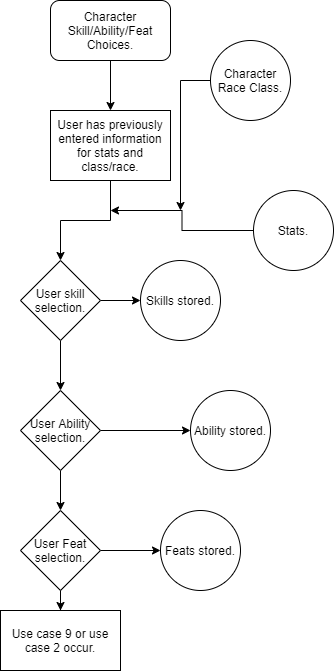 Character
Skill/Ability/Feat
Choices.
Character
Race Class.
User has previously
entered information
for stats and
class/race.
Stats.
User skill
selection.
Skills stored.
User Ability
selection.
Ability stored.
User Feat
selection.
Feats stored.
Use case 9 or use
case 2 occur.